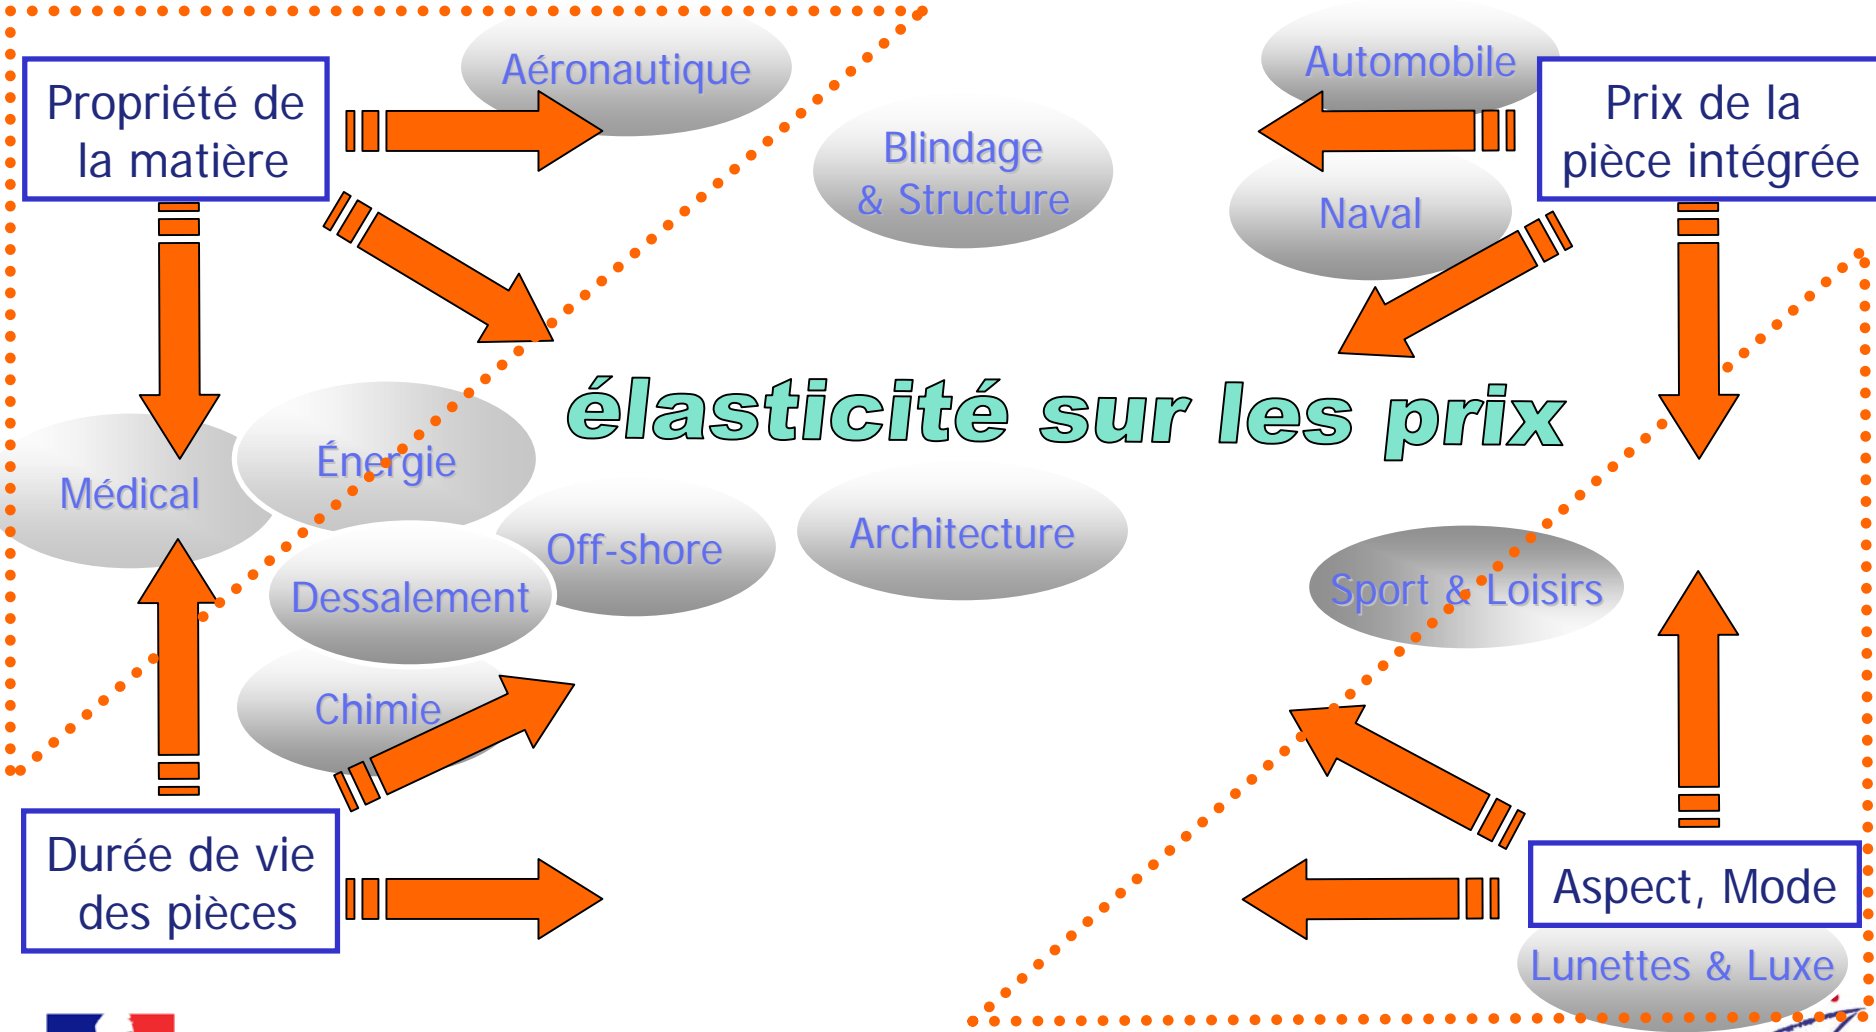 Aéronautique
Automobile
Propriété de
la matière
Prix de la
pièce intégrée
Blindage
& Structure
Naval
élasticité sur les prix
Énergie
Médical
Off-shore
Architecture
Dessalement
Sport & Loisirs
Chimie
Durée de vie
des pièces
Aspect, Mode
Lunettes & Luxe